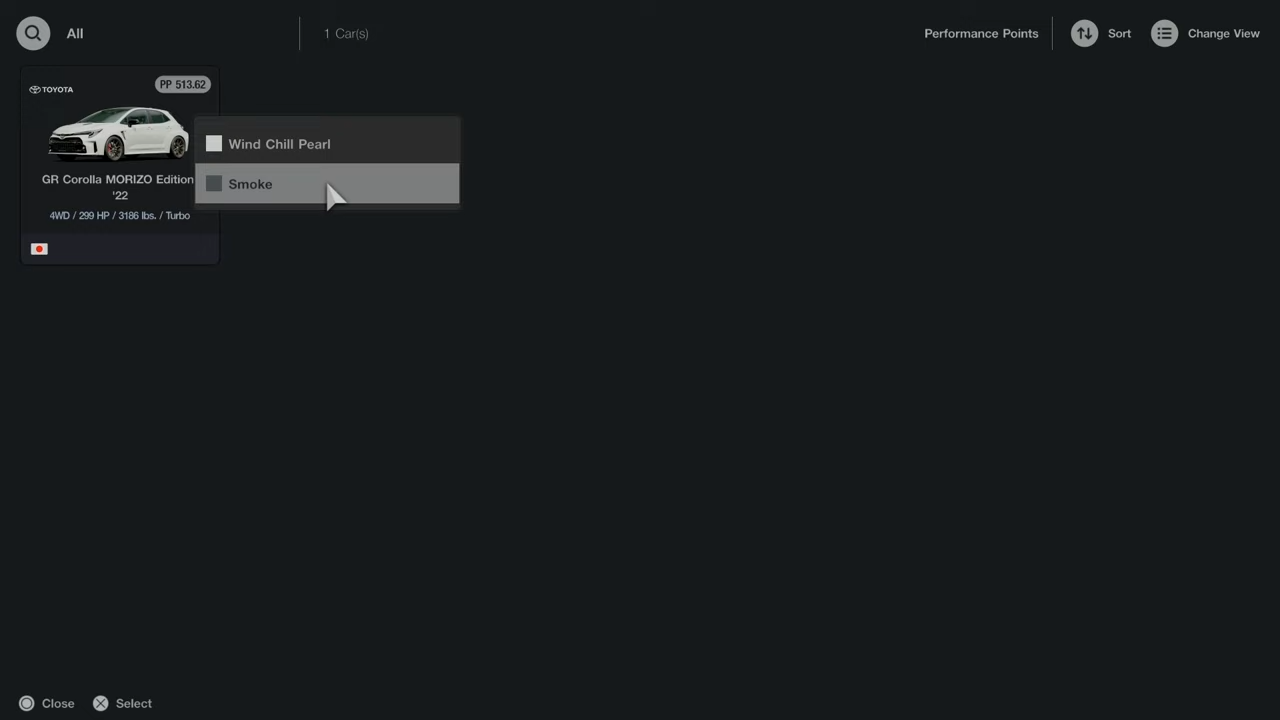 All
1 Car(s)
Performance Points
Sort
Change View
TOYOTA
PP 513.62
GR Corolla MORIZO Edition
'22
4WD / 299 HP / 3186 lbs. / Turbo
Wind Chill Pearl
Smoke
Close
Select